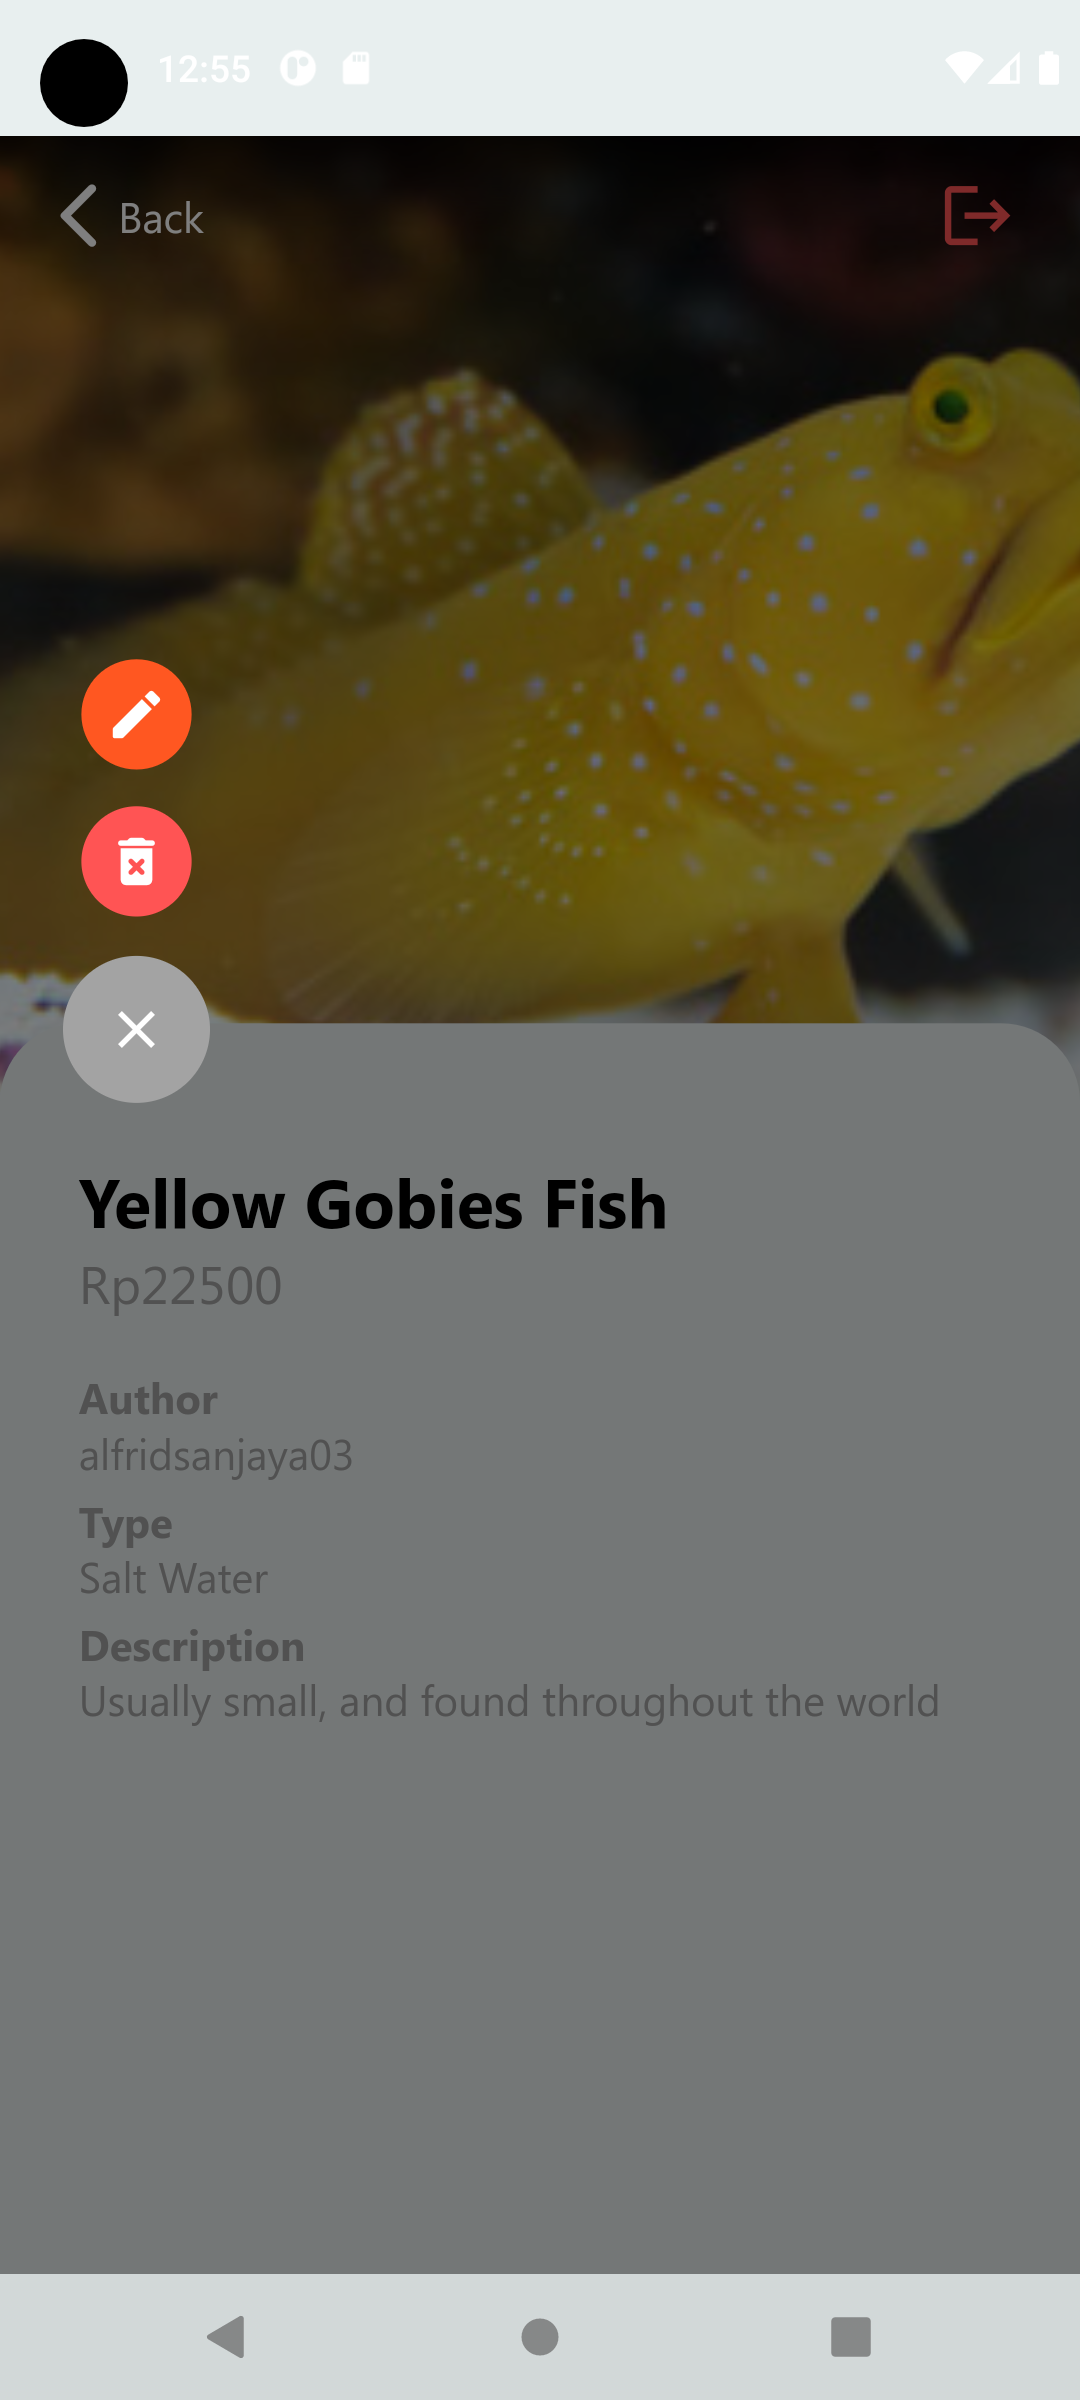 12:55
Back
Yellow Gobies Fish
Rp22500
Author
alfridsanjaya03
Type
Salt Water
Description
Usually small, and found throughout the world